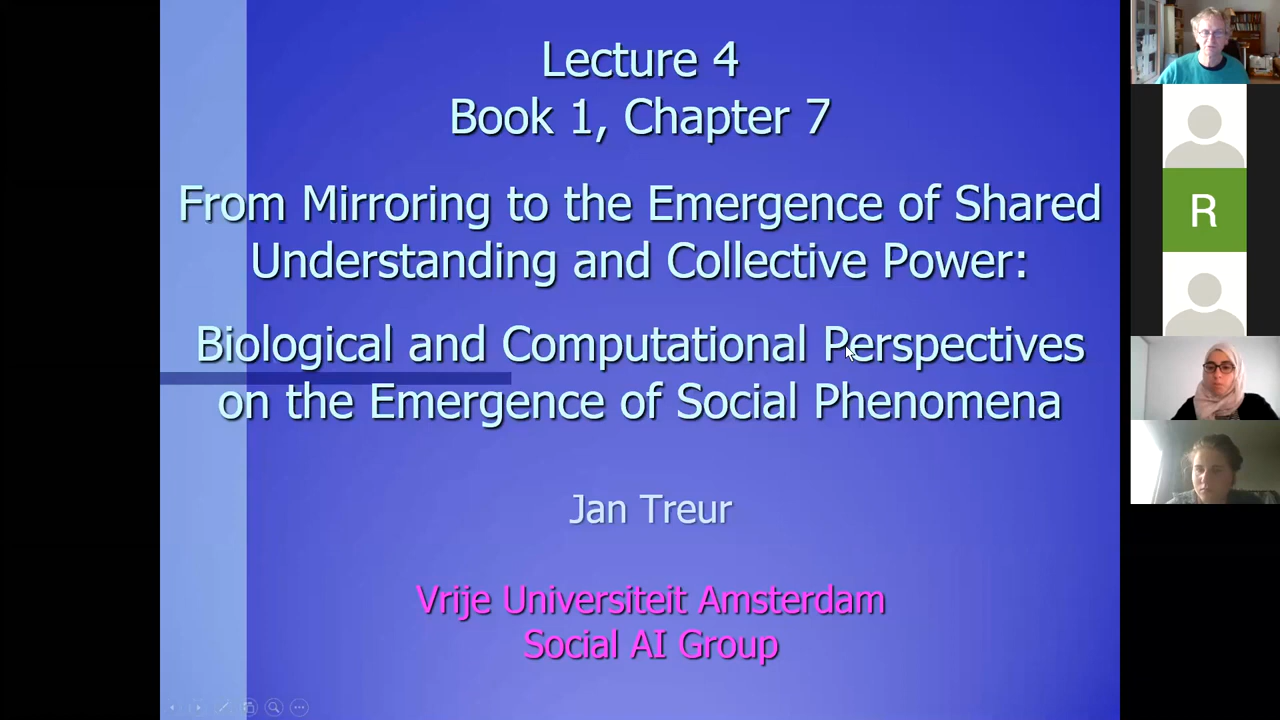 Lecture 4
Book 1, Chapter 7
From Mirroring to the Emergence of Shared
Understanding and Collective Power:
Biological and Computational Perspectives
on the Emergence of Social Phenomena
Jan Treur
Vrije Universiteit Amsterdam
Social AI Group
R